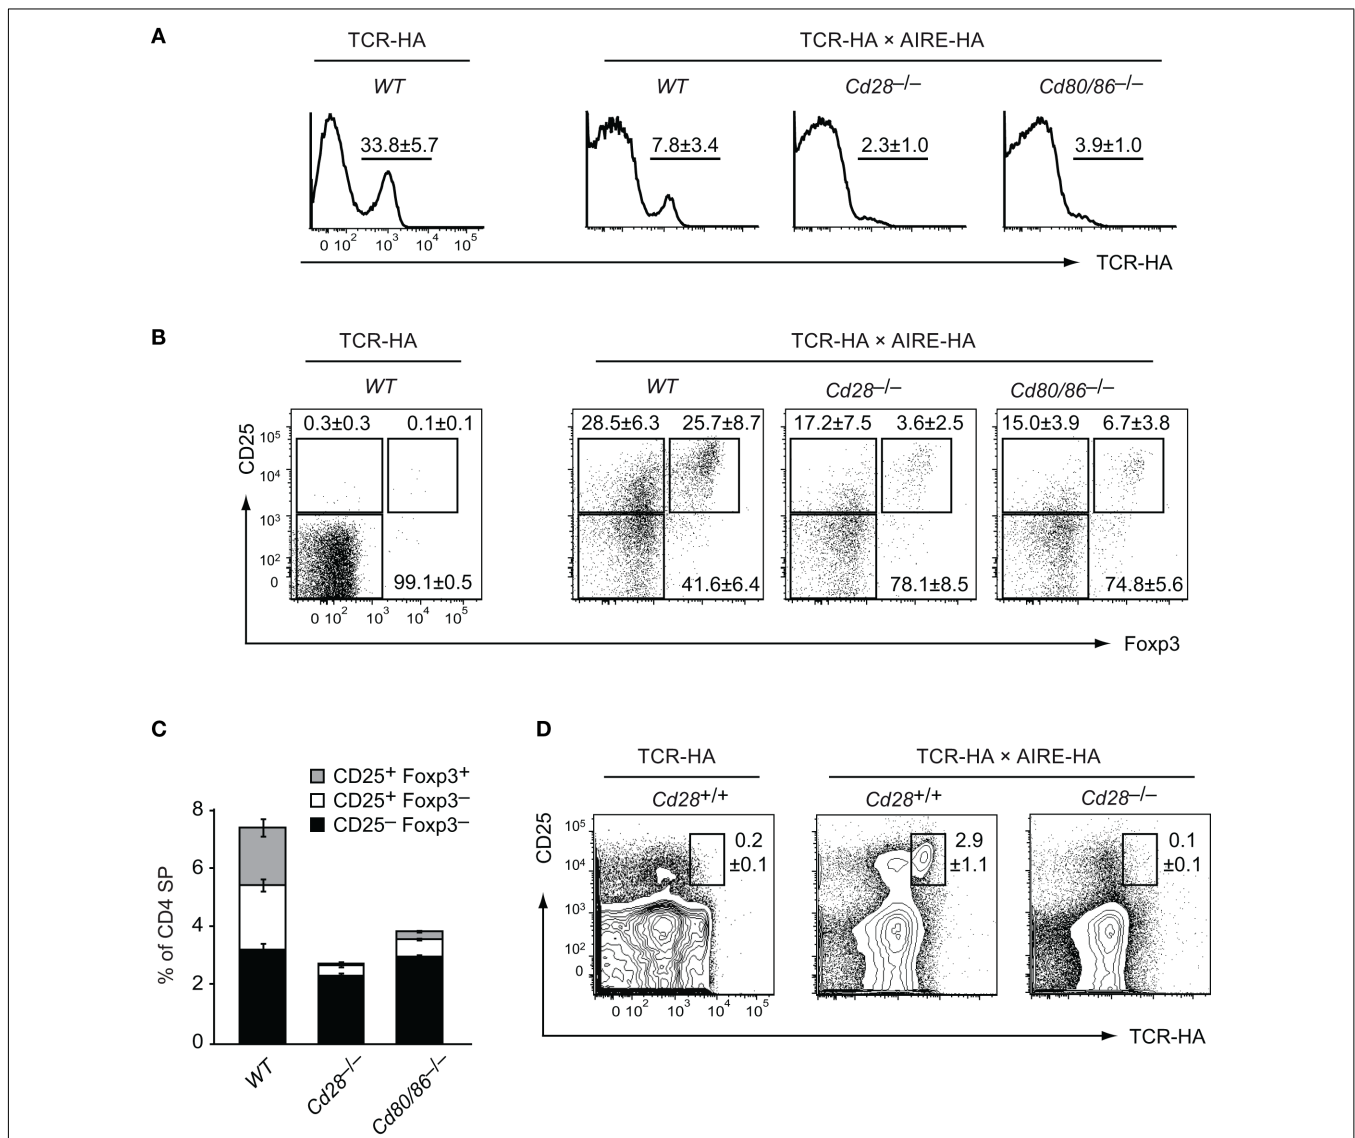 A
TCR-HA
TCR-HA × AIRE-HA
WT
WT
Cd28–/–
Cd80/86–/–
33.8±5.7
7.8±3.4
2.3±1.0
3.9±1.0
0 10² 10³ 10⁴ 10⁵
TCR-HA
B
TCR-HA
TCR-HA × AIRE-HA
WT
WT
Cd28–/–
Cd80/86–/–
CD25
10⁵
10⁴
10³
10²
0
0.3±0.3 0.1±0.1
99.1±0.5
28.5±6.3 25.7±8.7
41.6±6.4
17.2±7.5 3.6±2.5
78.1±8.5
15.0±3.9 6.7±3.8
74.8±5.6
0 10² 10³ 10⁴ 10⁵
Foxp3
C
CD25⁺ Foxp3⁺
CD25⁺ Foxp3–
CD25– Foxp3–
% of CD4 SP
8
6
4
2
0
WT
Cd28–/–
Cd80/86–/–
D
TCR-HA
TCR-HA × AIRE-HA
Cd28⁺/⁺
Cd28⁺/⁺
Cd28–/–
CD25
10⁵
10⁴
10³
10²
0
0.2
±0.1
2.9
±1.1
0.1
±0.1
0 10² 10³ 10⁴ 10⁵
TCR-HA